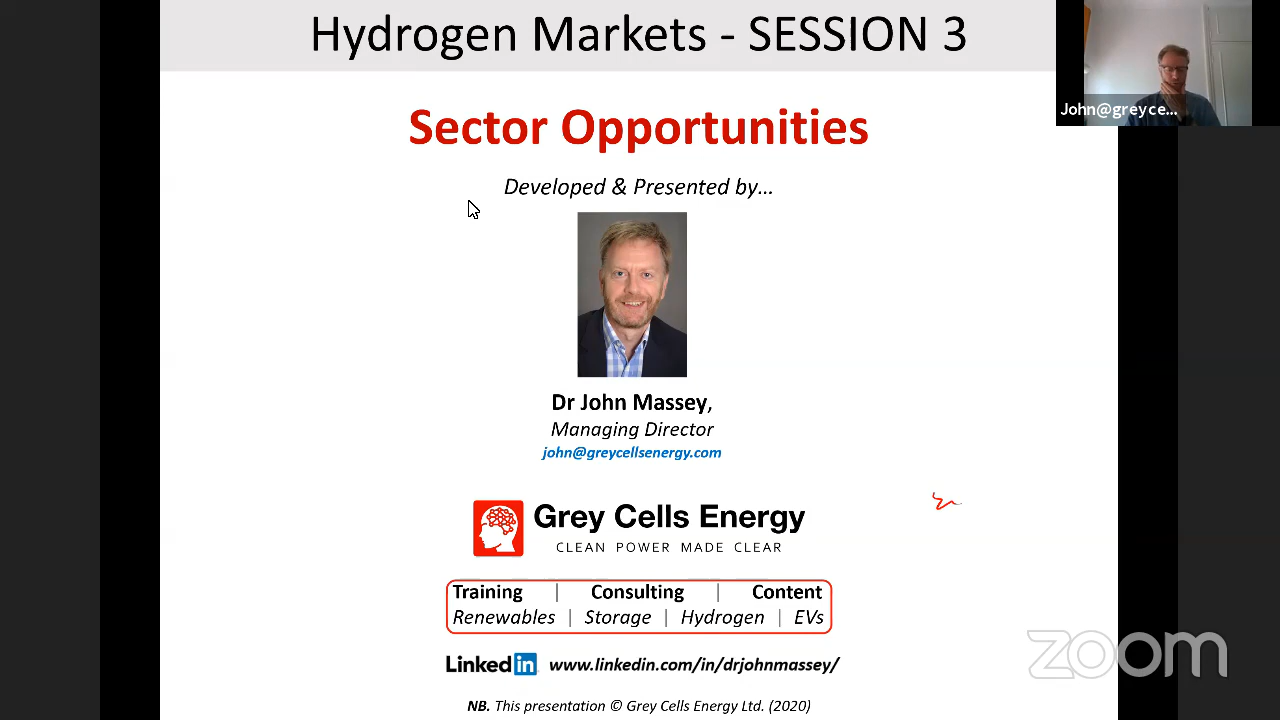 Hydrogen Markets - SESSION 3
John@greyce...
Sector Opportunities
Developed & Presented by...
Dr John Massey,
Managing Director
john@greycellsenergy.com
Grey Cells Energy
CLEAN POWER MADE CLEAR
Training | Consulting | Content
Renewables | Storage | Hydrogen | EVs
LinkedIn www.linkedin.com/in/drjohnmassey/
zoom
NB. This presentation © Grey Cells Energy Ltd. (2020)